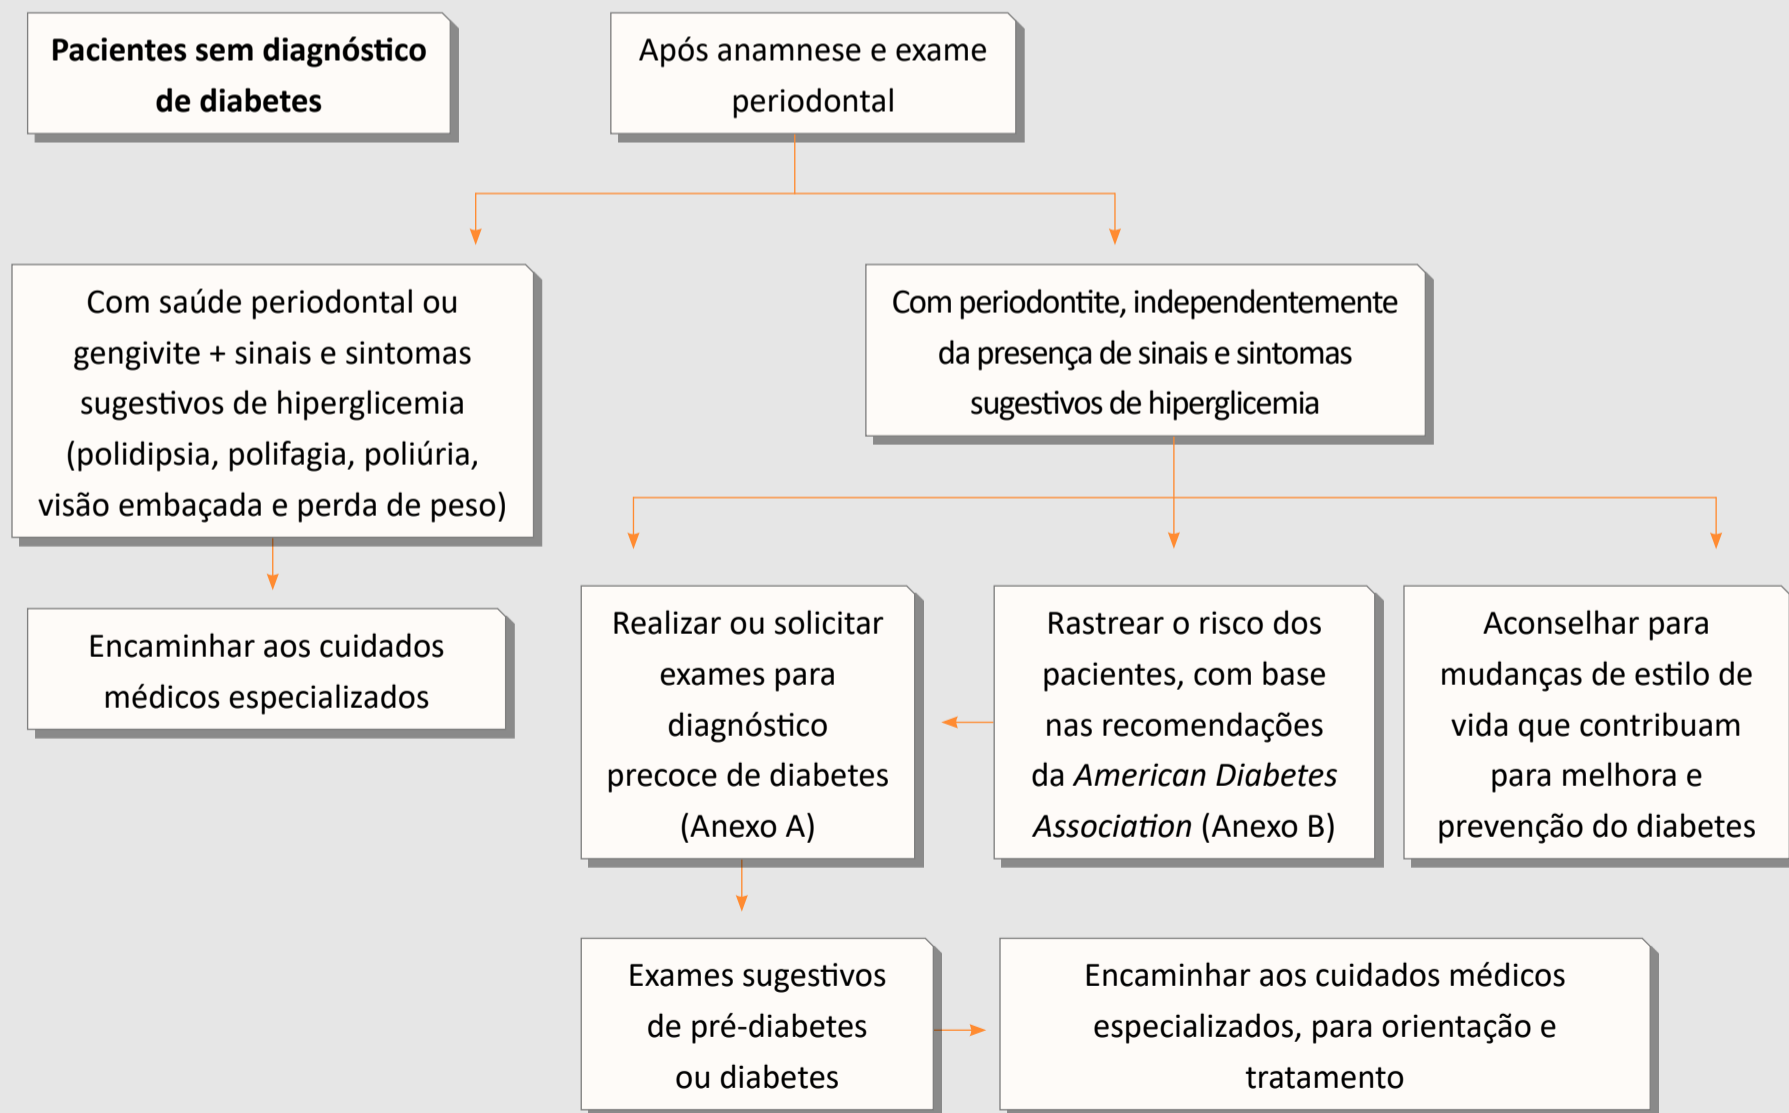 Pacientes sem diagnóstico
de diabetes
Após anamnese e exame
periodontal
Com saúde periodontal ou
gengivite + sinais e sintomas
sugestivos de hiperglicemia
(polidipsia, polifagia, poliúria,
visão embaçada e perda de peso)
Com periodontite, independentemente
da presença de sinais e sintomas
sugestivos de hiperglicemia
Encaminhar aos cuidados
médicos especializados
Realizar ou solicitar
exames para
diagnóstico
precoce de diabetes
(Anexo A)
Rastrear o risco dos
pacientes, com base
nas recomendações
da American Diabetes
Association (Anexo B)
Aconselhar para
mudanças de estilo de
vida que contribuam
para melhora e
prevenção do diabetes
Exames sugestivos
de pré-diabetes
ou diabetes
Encaminhar aos cuidados médicos
especializados, para orientação e
tratamento